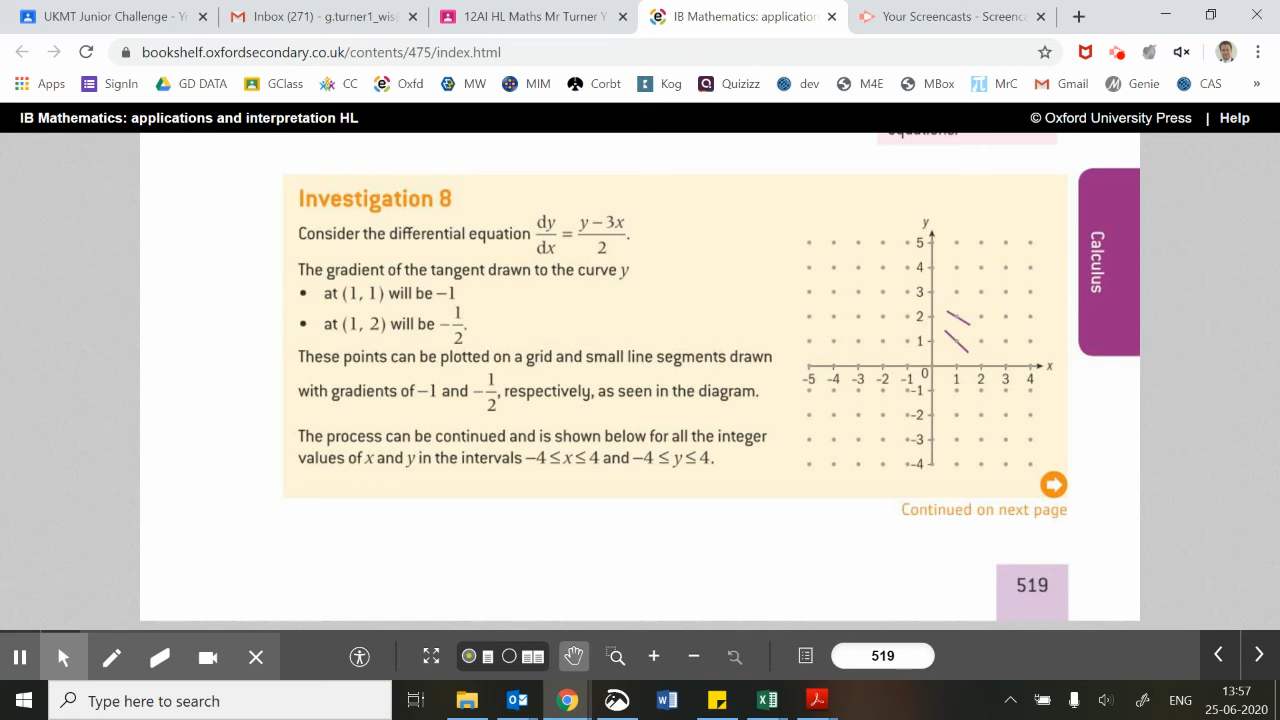 UKMT Junior Challenge - Y
Inbox (271) - g.turner1_wis
12AI HL Maths Mr Turner Y
IB Mathematics: application
Your Screencasts - Screenc
bookshelf.oxfordsecondary.co.uk/contents/475/index.html
Apps SignIn GD DATA GClass CC Oxfd MW MIM Corbt Kog Quizizz dev M4E MBox MrC Gmail Genie CAS »
IB Mathematics: applications and interpretation HL
© Oxford University Press | Help
equations.
Investigation 8
Consider the differential equation dy/dx = (y – 3x)/2.
The gradient of the tangent drawn to the curve y
• at (1, 1) will be –1
• at (1, 2) will be –1/2.
These points can be plotted on a grid and small line segments drawn
with gradients of –1 and –1/2, respectively, as seen in the diagram.
The process can be continued and is shown below for all the integer
values of x and y in the intervals –4 ≤ x ≤ 4 and –4 ≤ y ≤ 4.
y
5
4
3
2
1
0
-5 -4 -3 -2 -1 1 2 3 4 x
-1
-2
-3
-4
Calculus
Continued on next page
519
519
Type here to search
ENG
13:57
25-06-2020